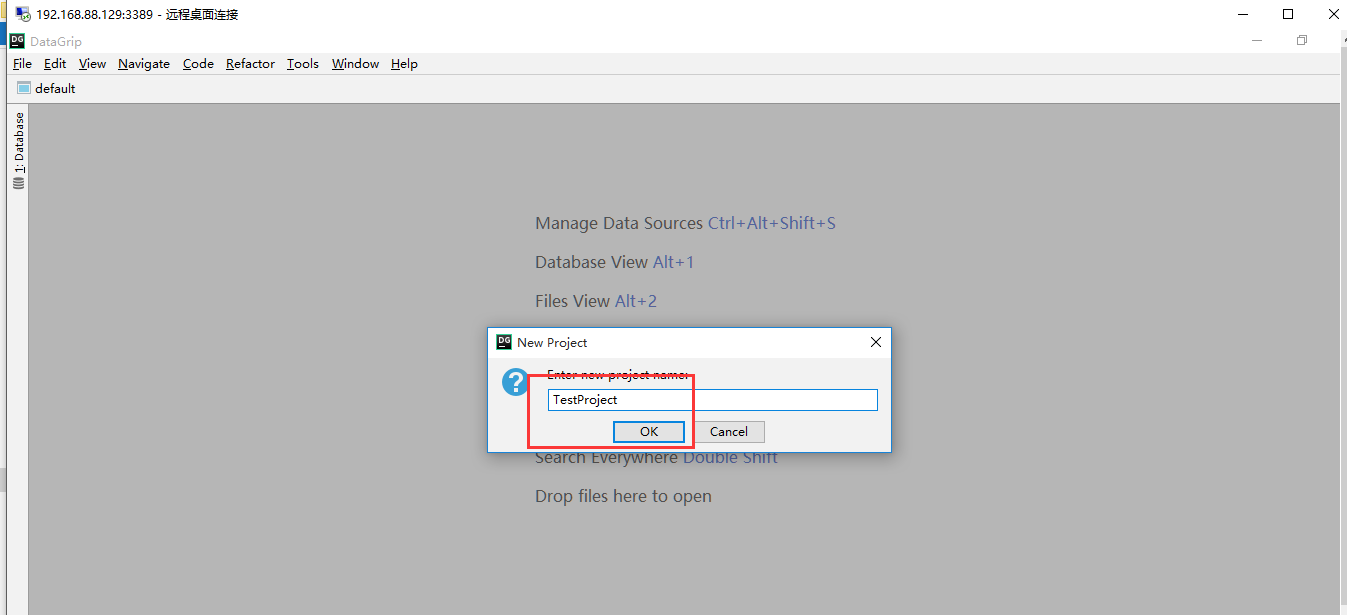 192.168.88.129:3389 - 远程桌面连接
DG DataGrip
File Edit View Navigate Code Refactor Tools Window Help
default
1: Database
Manage Data Sources Ctrl+Alt+Shift+S
Database View Alt+1
Files View Alt+2
DG New Project
Enter new project name:
TestProject
OK Cancel
Search Everywhere Double Shift
Drop files here to open